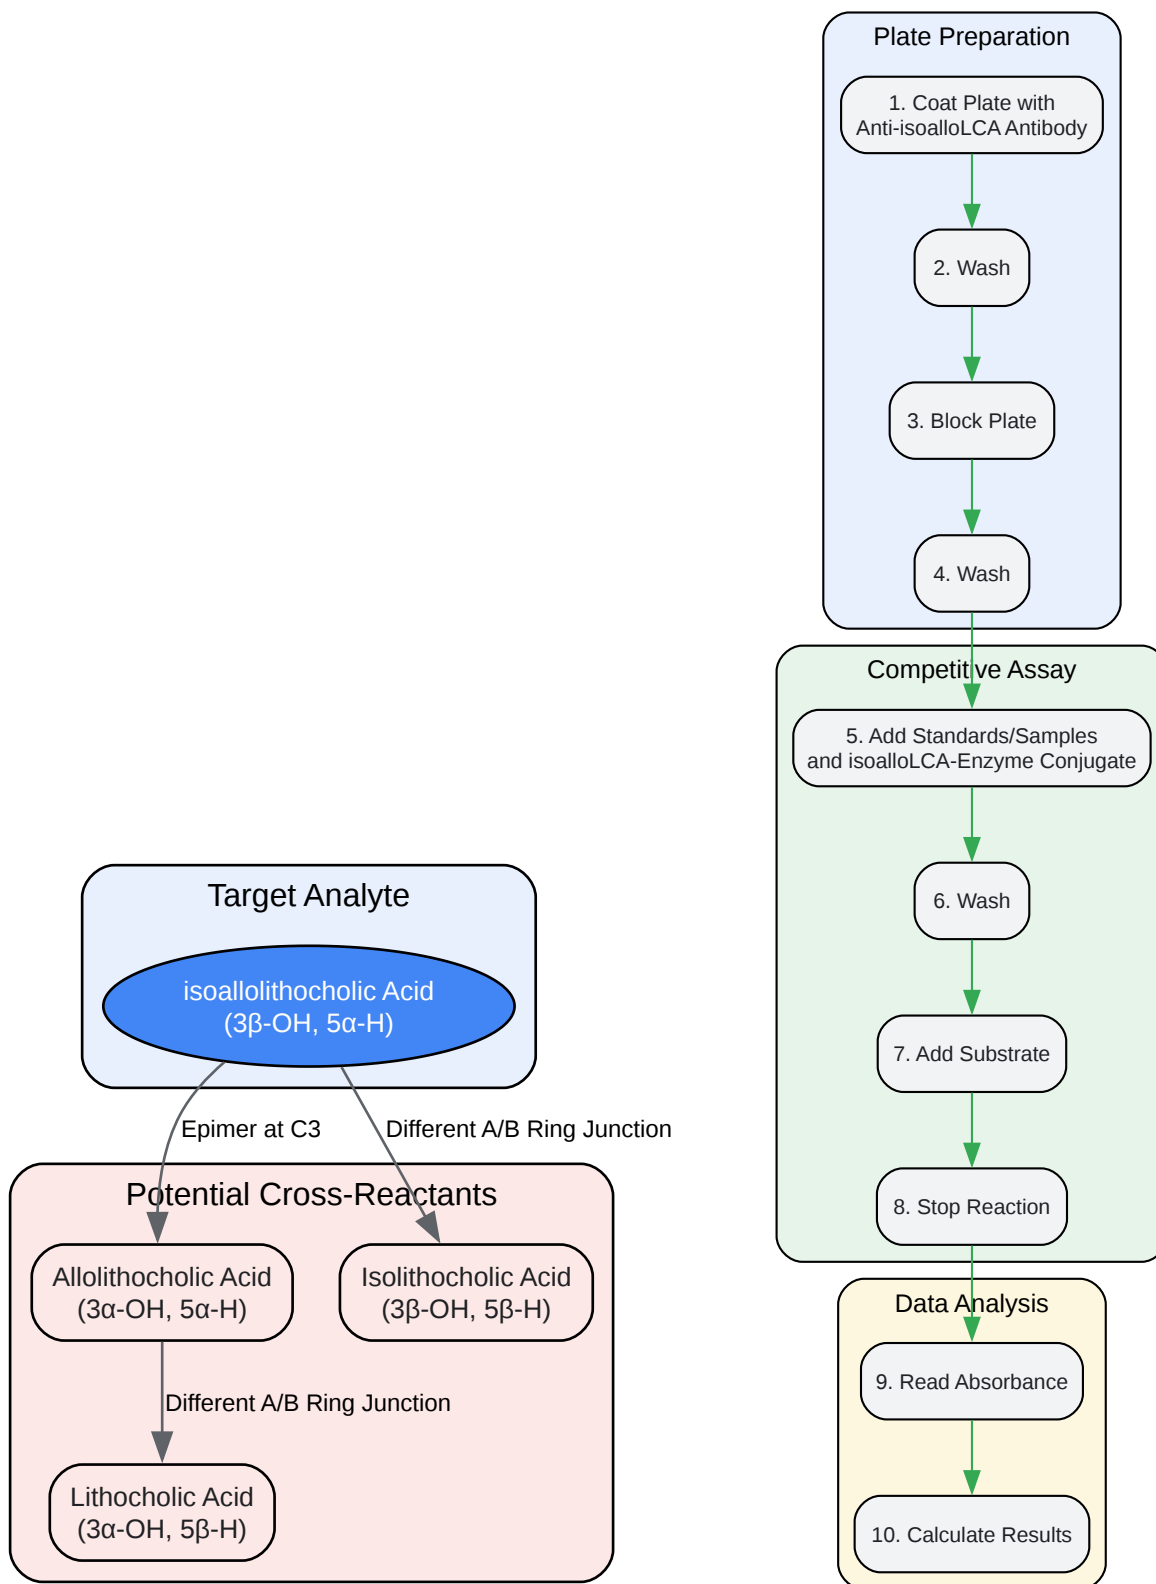 Plate Preparation
1. Coat Plate with
Anti-isoalloLCA Antibody
2. Wash
3. Block Plate
4. Wash
Competitive Assay
5. Add Standards/Samples
and isoalloLCA-Enzyme Conjugate
6. Wash
7. Add Substrate
8. Stop Reaction
Data Analysis
9. Read Absorbance
10. Calculate Results
Target Analyte
isoallolithocholic Acid
(3β-OH, 5α-H)
Epimer at C3
Different A/B Ring Junction
Potential Cross-Reactants
Allolithocholic Acid
(3α-OH, 5α-H)
Isolithocholic Acid
(3β-OH, 5β-H)
Different A/B Ring Junction
Lithocholic Acid
(3α-OH, 5β-H)